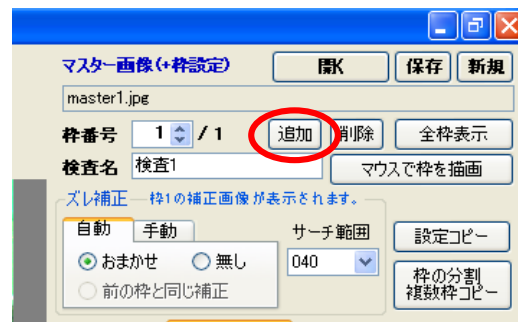 マスター画像(+枠設定) 開K 保存 新規
master1.jpg
枠番号 1 / 1 追加 削除 全枠表示
検査名 検査1 マウスで枠を描画
ズレ補正 枠1の補正画像が表示されます。
自動 手動 サーチ範囲 設定コピー
おまかせ 無し 040
前の枠と同じ補正 枠の分割
複数枠コピー